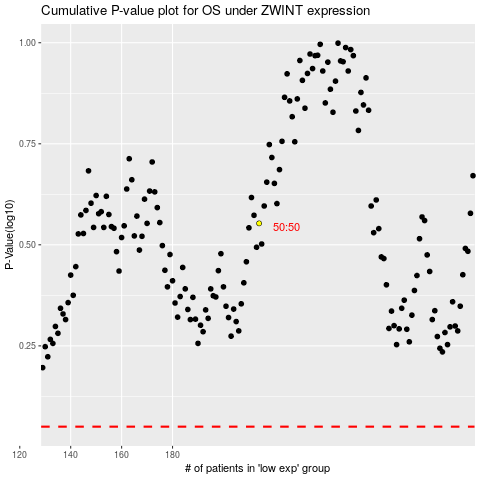 Cumulative P-value plot for OS under ZWINT expression
P-Value(log10)
1.00
0.75
0.50
0.25
50:50
120 140 160 180
# of patients in 'low exp' group